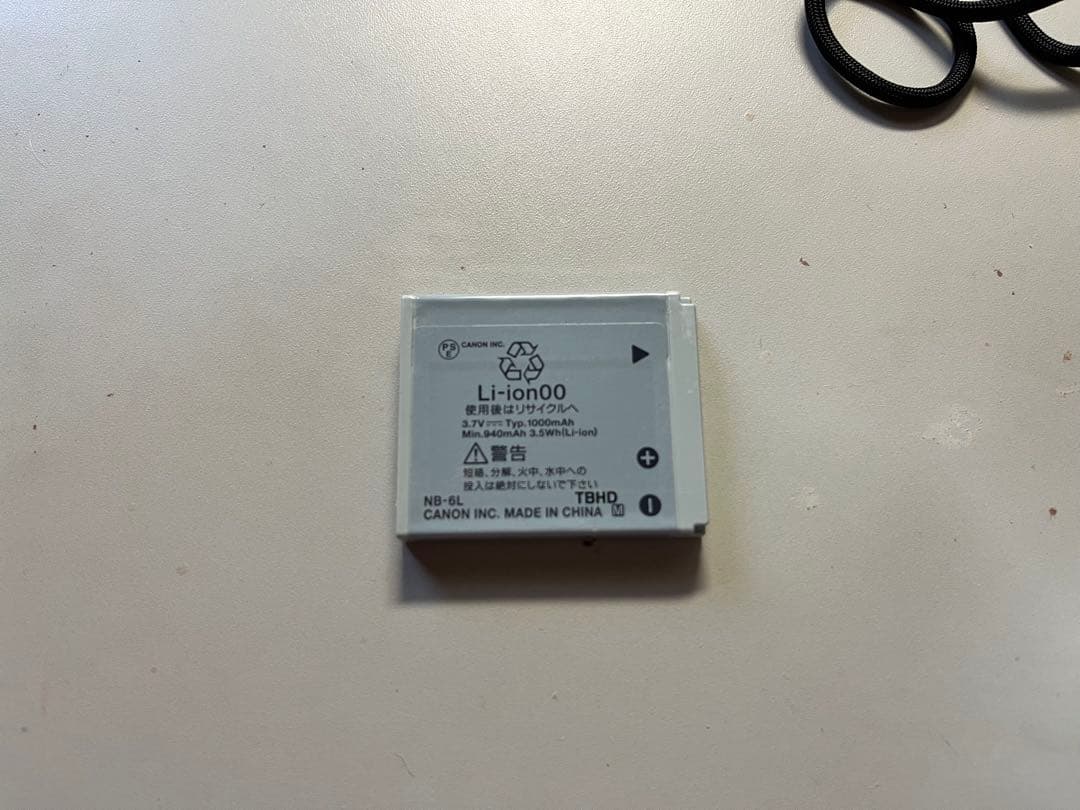 PSE CANON INC.
Li-ion00
使用後はリサイクルへ
3.7V⎓Typ.1000mAh
Min.940mAh 3.5Wh(Li-ion)
⚠警告
短絡、分解、火中、水中への
投入は絶対にしないで下さい
NB-6L TBHD
CANON INC. MADE IN CHINA M